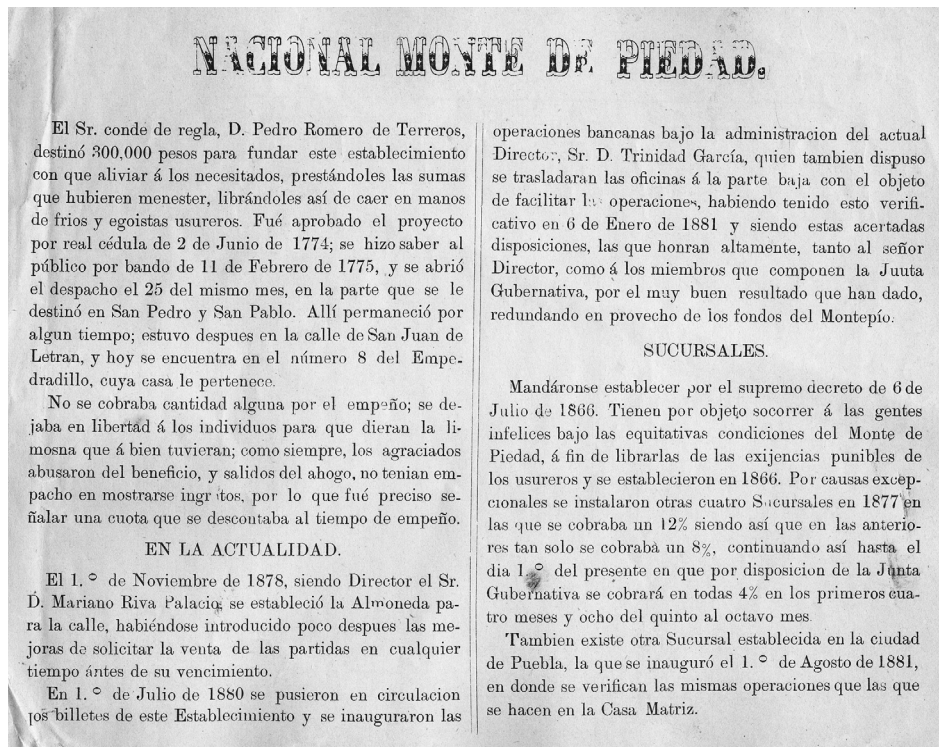 NACIONAL MONTE DE PIEDAD.
El Sr. conde de regla, D. Pedro Romero de Terreros,
destinó 300,000 pesos para fundar este establecimiento
con que aliviar á los necesitados, prestándoles las sumas
que hubieren menester, librándoles así de caer en manos
de frios y egoistas usureros. Fué aprobado el proyecto
por real cédula de 2 de Junio de 1774; se hizo saber al
público por bando de 11 de Febrero de 1775, y se abrió
el despacho el 25 del mismo mes, en la parte que se le
destinó en San Pedro y San Pablo. Allí permaneció por
algun tiempo; estuvo despues en la calle de San Juan de
Letran, y hoy se encuentra en el número 8 del Empe-
dradillo, cuya casa le pertenece.
No se cobraba cantidad alguna por el empeño; se de-
jaba en libertad á los individuos para que dieran la li-
mosna que á bien tuvieran; como siempre, los agraciados
abusaron del beneficio, y salidos del ahogo, no tenian em-
pacho en mostrarse ingratos, por lo que fué preciso se-
ñalar una cuota que se descontaba al tiempo de empeño.
EN LA ACTUALIDAD.
El 1.º de Noviembre de 1878, siendo Director el Sr.
D. Mariano Riva Palacio, se estableció la Almoneda pa-
ra la calle, habiéndose introducido poco despues las me-
joras de solicitar la venta de las partidas en cualquier
tiempo ántes de su vencimiento.
En 1.º de Julio de 1880 se pusieron en circulacion
los billetes de este Establecimiento y se inauguraron las
operaciones bancanas bajo la administracion del actual
Director, Sr. D. Trinidad García, quien tambien dispuso
se trasladaran las oficinas á la parte baja con el objeto
de facilitar las operaciones, habiendo tenido esto verifi-
cativo en 6 de Enero de 1881 y siendo estas acertadas
disposiciones, las que honran altamente, tanto al señor
Director, como á los miembros que componen la Juuta
Gubernativa, por el muy buen resultado que han dado,
redundando en provecho de los fondos del Montepío.
SUCURSALES.
Mandáronse establecer por el supremo decreto de 6 de
Julio de 1866. Tienen por objeto socorrer á las gentes
infelices bajo las equitativas condiciones del Monte de
Piedad, á fin de librarlas de las exijencias punibles de
los usureros y se establecieron en 1866. Por causas excep-
cionales se instalaron otras cuatro Sucursales en 1877 en
las que se cobraba un 12% siendo así que en las anterio-
res tan solo se cobraba un 8%, continuando así hasta el
dia 1.º del presente en que por disposicion de la Junta
Gubernativa se cobrará en todas 4% en los primeros cua-
tro meses y ocho del quinto al octavo mes.
Tambien existe otra Sucursal establecida en la ciudad
de Puebla, la que se inauguró el 1.º de Agosto de 1881,
en donde se verifican las mismas operaciones que las que
se hacen en la Casa Matriz.